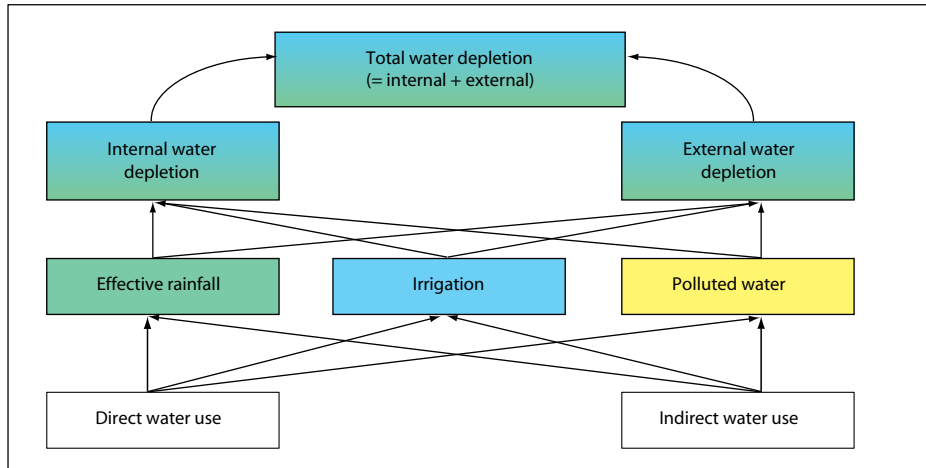 Total water depletion
(= internal + external)
Internal water
depletion
External water
depletion
Effective rainfall
Irrigation
Polluted water
Direct water use
Indirect water use